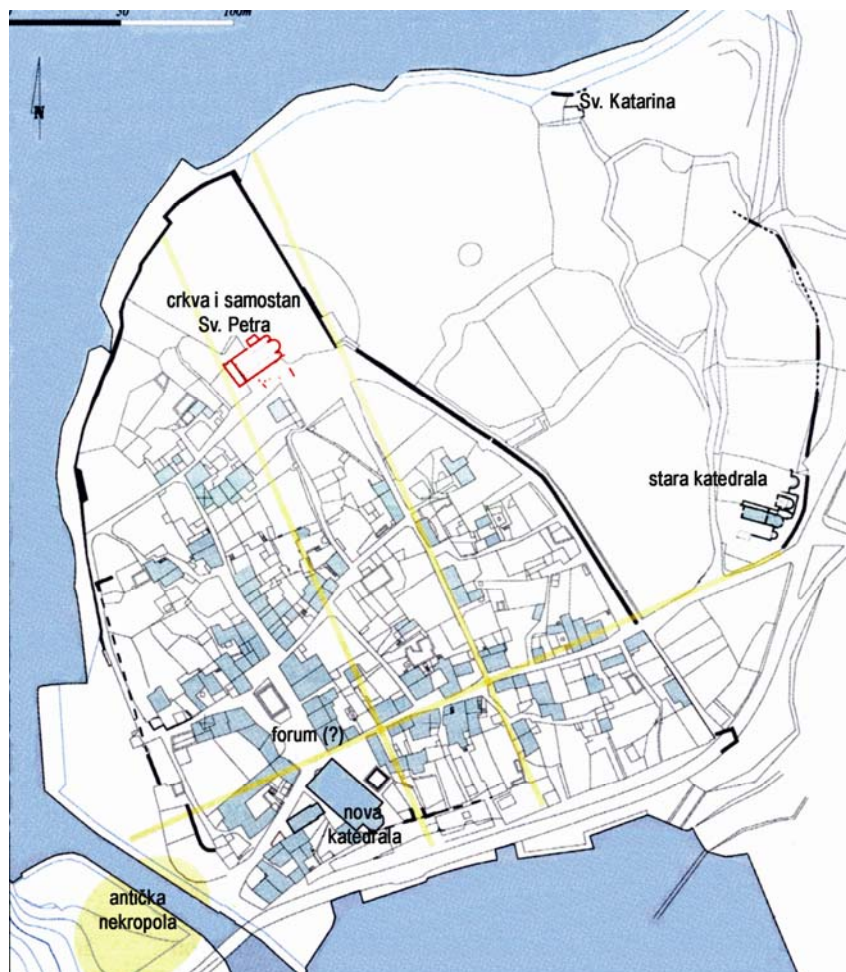 50 100m
N
Sv. Katarina
crkva i samostan
Sv. Petra
stara katedrala
forum (?)
nova
katedrala
antička
nekropola